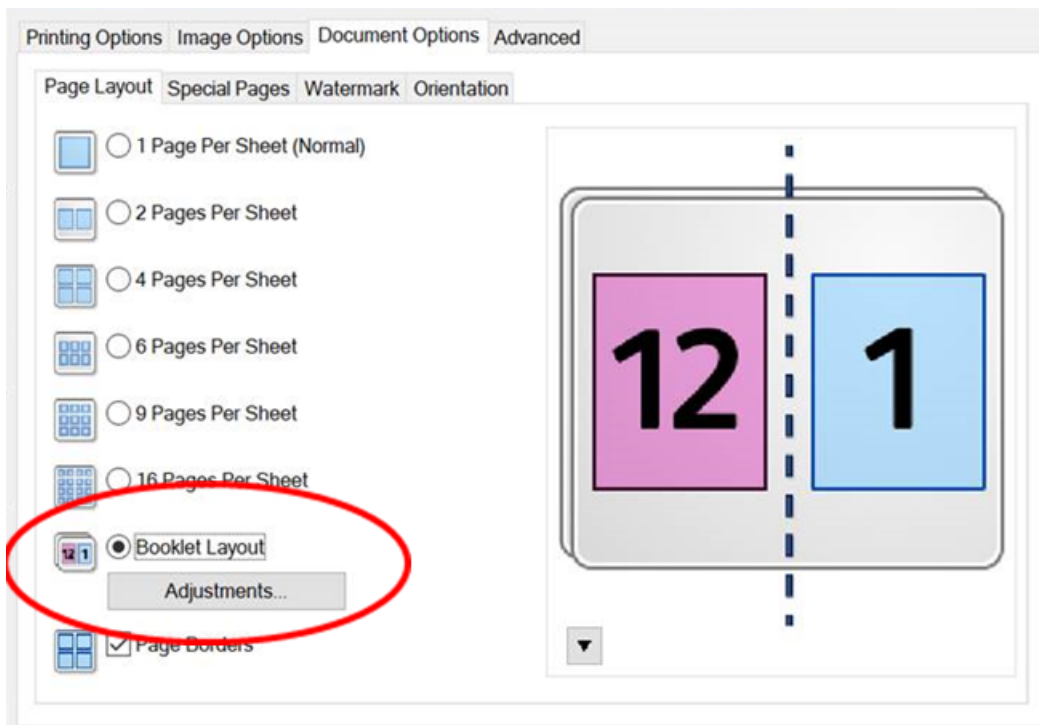 Printing Options Image Options Document Options Advanced
Page Layout Special Pages Watermark Orientation
1 Page Per Sheet (Normal)
2 Pages Per Sheet
4 Pages Per Sheet
6 Pages Per Sheet
9 Pages Per Sheet
16 Pages Per Sheet
12 1 Booklet Layout
Adjustments...
Page Borders
12 1